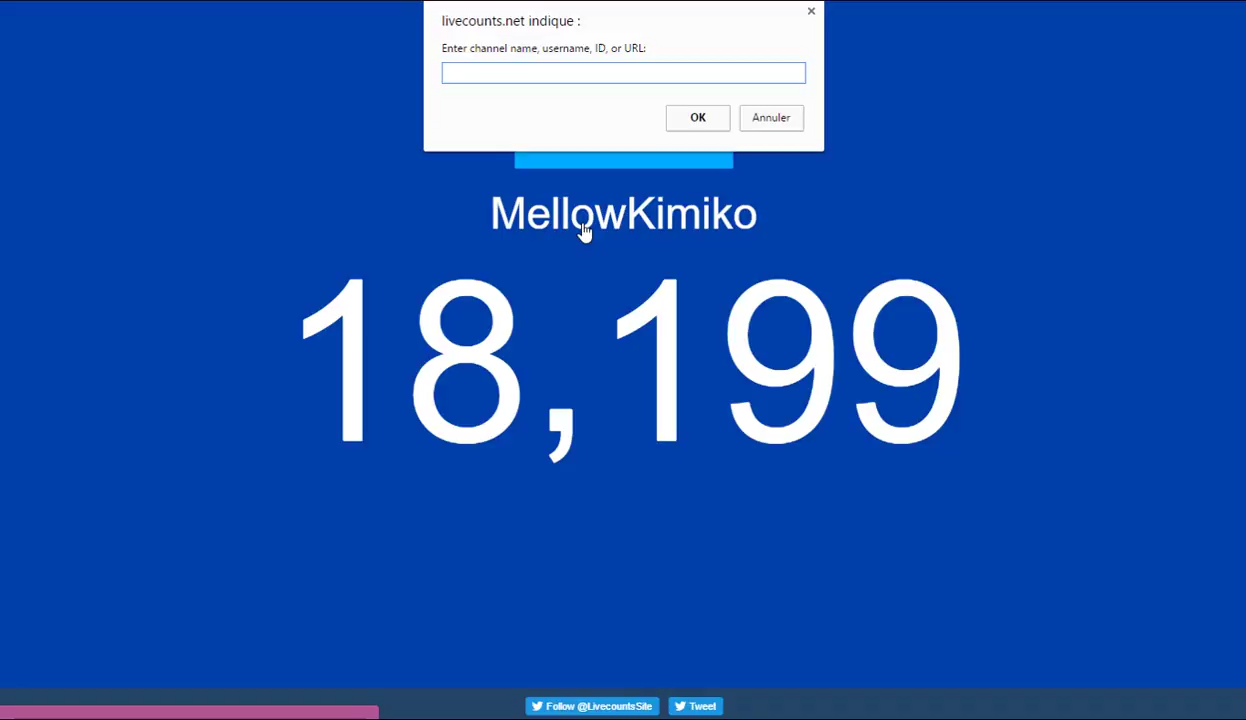 livecounts.net indique :
Enter channel name, username, ID, or URL:
OK Annuler
MellowKimiko
18,199
Follow @LivecountsSite Tweet